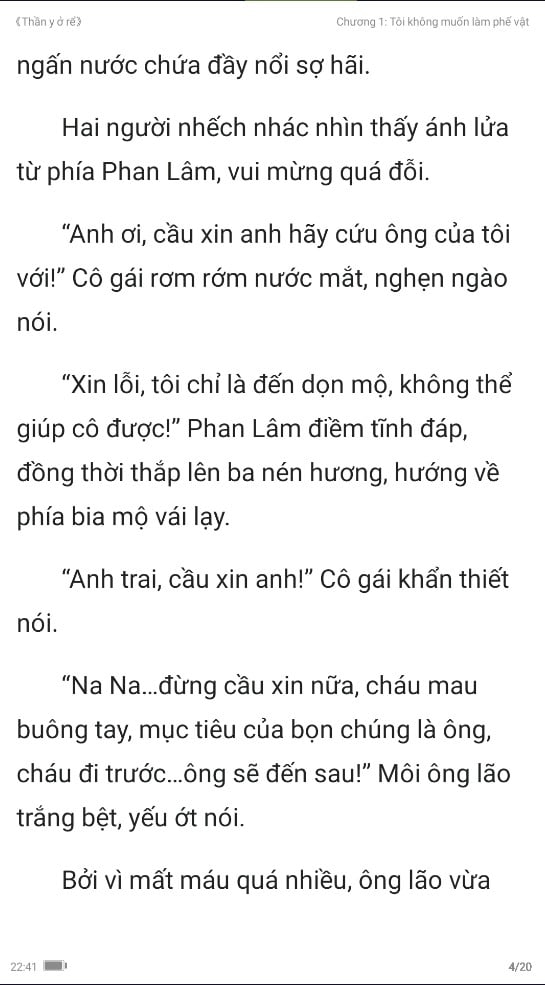 《Thần y ở rể》 Chương 1: Tôi không muốn làm phế vật
ngấn nước chứa đầy nổi sợ hãi.
Hai người nhếch nhác nhìn thấy ánh lửa
từ phía Phan Lâm, vui mừng quá đỗi.
“Anh ơi, cầu xin anh hãy cứu ông của tôi
với!” Cô gái rơm rớm nước mắt, nghẹn ngào
nói.
“Xin lỗi, tôi chỉ là đến dọn mộ, không thể
giúp cô được!” Phan Lâm điềm tĩnh đáp,
đồng thời thắp lên ba nén hương, hướng về
phía bia mộ vái lạy.
“Anh trai, cầu xin anh!” Cô gái khẩn thiết
nói.
“Na Na...đừng cầu xin nữa, cháu mau
buông tay, mục tiêu của bọn chúng là ông,
cháu đi trước...ông sẽ đến sau!” Môi ông lão
trắng bệt, yếu ớt nói.
Bởi vì mất máu quá nhiều, ông lão vừa
22:41 4/20